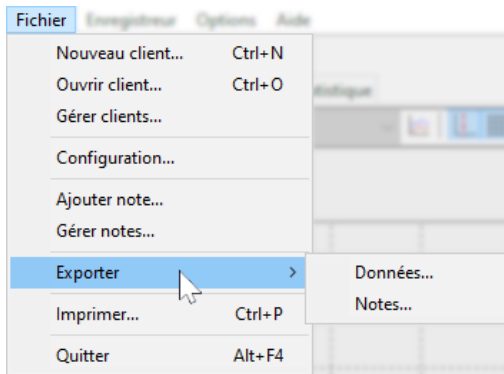 Fichier Enregistreur Options Aide
Nouveau client... Ctrl+N
Ouvrir client... Ctrl+O
Gérer clients...
Configuration...
Ajouter note...
Gérer notes...
Exporter >
Données...
Notes...
Imprimer... Ctrl+P
Quitter Alt+F4